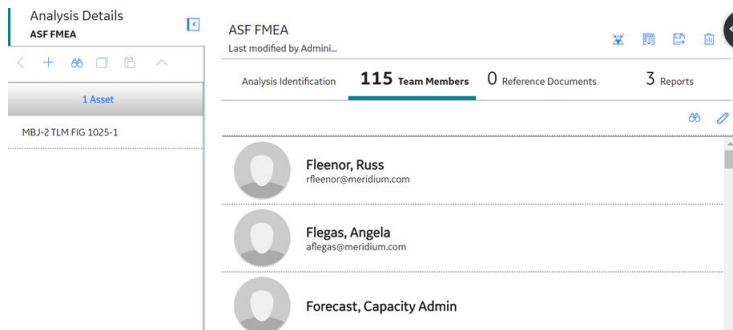 Analysis Details
ASF FMEA
1 Asset
MBJ-2 TLM FIG 1025-1
ASF FMEA
Last modified by Admini...
Analysis Identification 115 Team Members 0 Reference Documents 3 Reports
Fleenor, Russ
rfleenor@meridium.com
Flegas, Angela
aflegas@meridium.com
Forecast, Capacity Admin